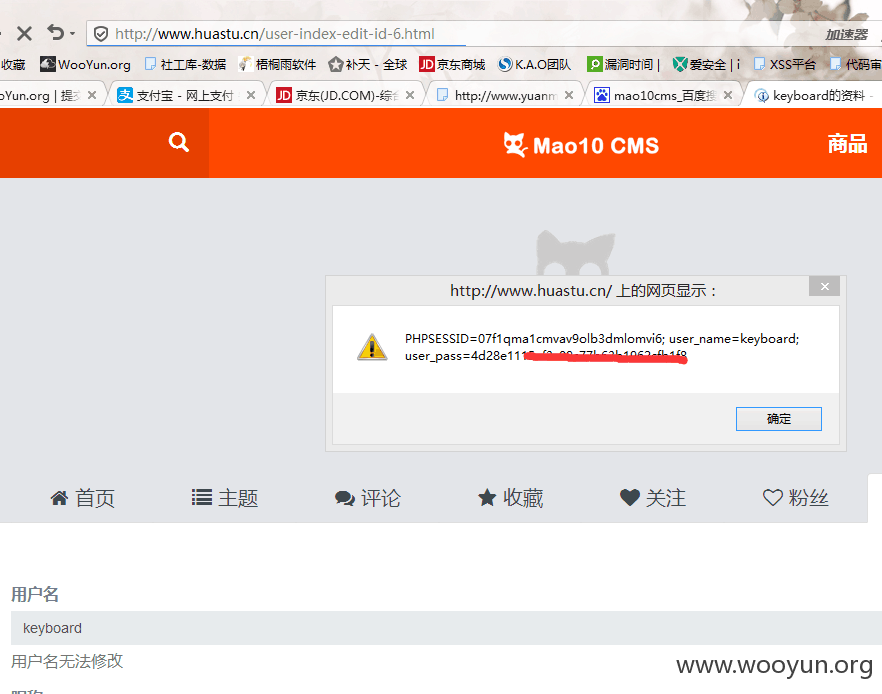 http://www.huastu.cn/user-index-edit-id-6.html
加速器
收藏 WooYun.org 社工库-数据 梧桐雨软件 补天 - 全球 JD 京东商城 K.A.O团队 漏洞时间 | 爱安全 | i XSS平台 代码审
oYun.org | 提交 支付宝 - 网上支付 JD 京东(JD.COM)-综合 http://www.yuanm mao10cms_百度搜 keyboard的资料 -
Mao10 CMS
商品
http://www.huastu.cn/ 上的网页显示：
PHPSESSID=07f1qma1cmvav9olb3dmlomvi6; user_name=keyboard;
user_pass=4d28e111
确定
首页 主题 评论 收藏 关注 粉丝
用户名
keyboard
用户名无法修改
www.wooyun.org